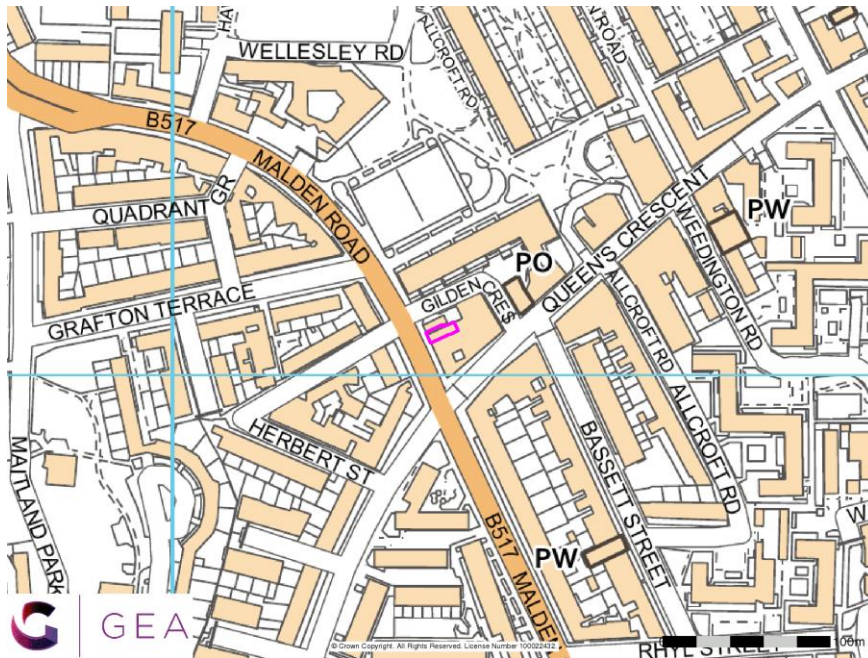 WELLESLEY RD
HA
ALLCROFT RD
ROAD
B517
MALDEN ROAD
QUADRANT GR
GRAFTON TERRACE
GILDEN CRES
PO
QUEEN'S CRESCENT
WEEDINGTON RD
PW
ALLCROFT RD
ALLCROFT RD
HERBERT ST
BASSETT STREET
MAITLAND PARK
B517 MALDEN
PW
W
RHYL STREET
GEA
© Crown Copyright. All Rights Reserved. License Number 100022432.
100m